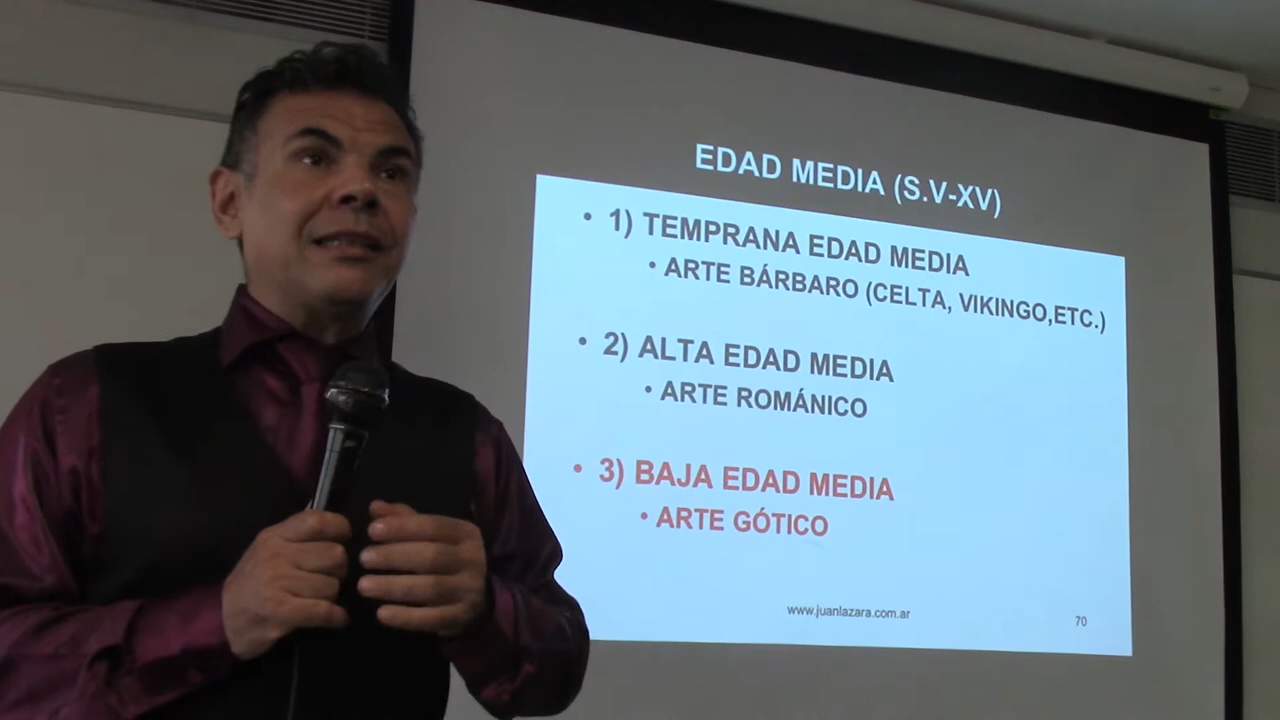 EDAD MEDIA (S.V-XV)
• 1) TEMPRANA EDAD MEDIA
• ARTE BÁRBARO (CELTA, VIKINGO,ETC.)
• 2) ALTA EDAD MEDIA
• ARTE ROMÁNICO
• 3) BAJA EDAD MEDIA
• ARTE GÓTICO
www.juanlazara.com.ar
70